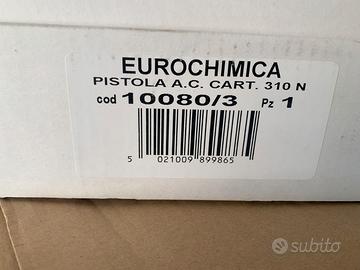 EUROCHIMICA
PISTOLA A.C. CART. 310 N
cod 10080/3 Pz 1
5 021009 899865
subito